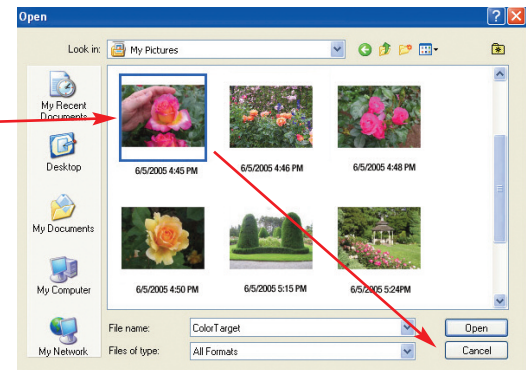 Open
Look in:
My Pictures
My Recent
Documents
Desktop
My Documents
My Computer
My Network
6/5/2005 4:45 PM
6/5/2005 4:46 PM
6/5/2005 4:48 PM
6/5/2005 4:50 PM
6/5/2005 5:15 PM
6/5/2005 5:24PM
File name:
ColorTarget
Open
Files of type:
All Formats
Cancel